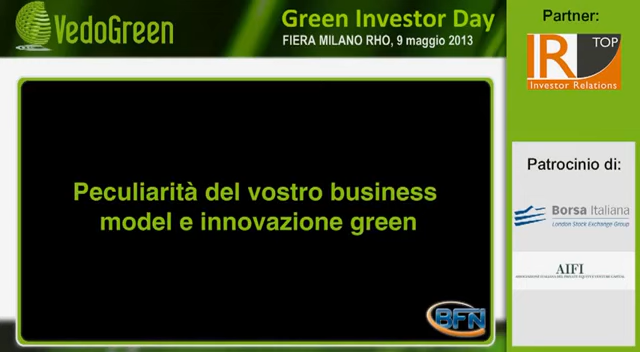 VedoGreen
Green Investor Day
FIERA MILANO RHO, 9 maggio 2013
Partner:
IR TOP
Investor Relations
Peculiarità del vostro business
model e innovazione green
BFN
Patrocinio di:
Borsa Italiana
London Stock Exchange Group
AIFI